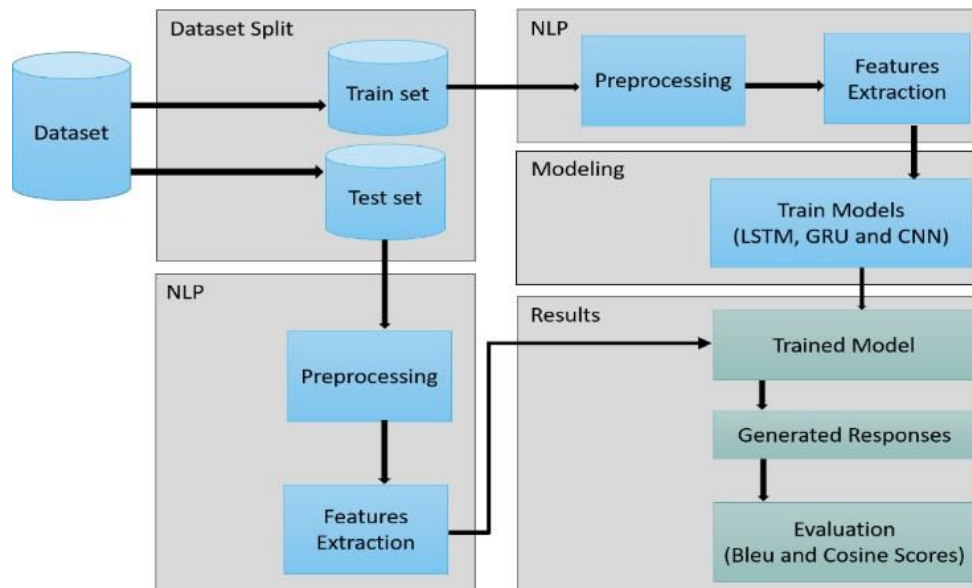 Dataset
Dataset Split
Train set
Test set
NLP
Preprocessing
Features
Extraction
Modeling
Train Models
(LSTM, GRU and CNN)
NLP
Preprocessing
Features
Extraction
Results
Trained Model
Generated Responses
Evaluation
(Bleu and Cosine Scores)